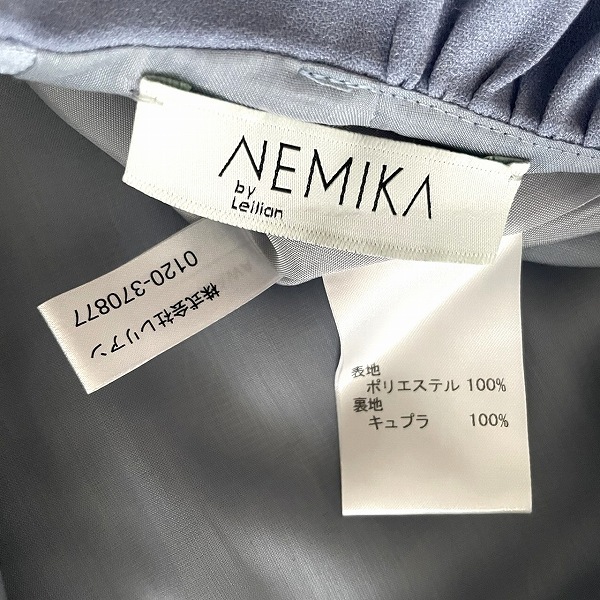 NEMIKA
by
Leilian
株式会社レリアン
0120-370877
表地
ポリエステル 100%
裏地
キュプラ 100%